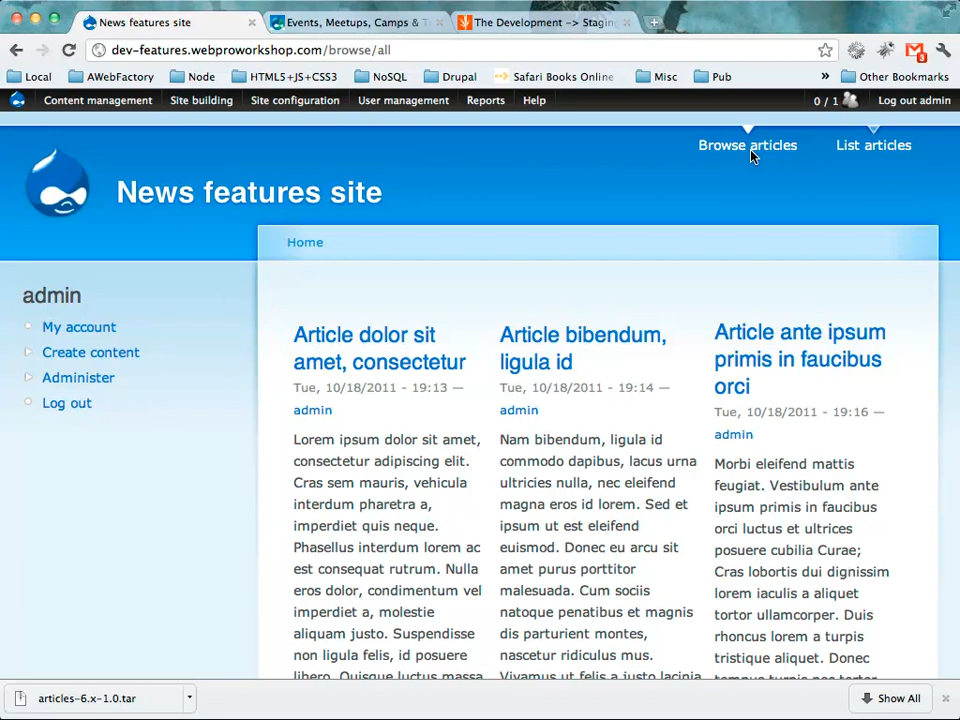 News features site
Events, Meetups, Camps & T
The Development -> Staging
dev-features.webproworkshop.com/browse/all
3
Local
AWebFactory
Node
HTML5+JS+CSS3
NoSQL
Drupal
Safari Books Online
Misc
Pub
»
Other Bookmarks
Content management
Site building
Site configuration
User management
Reports
Help
0 / 1
Log out admin
Browse articles
List articles
News features site
Home
admin
My account
Create content
Administer
Log out
Article dolor sit
amet, consectetur
Tue, 10/18/2011 - 19:13 —
admin
Lorem ipsum dolor sit amet,
consectetur adipiscing elit.
Cras sem mauris, vehicula
interdum pharetra a,
imperdiet quis neque.
Phasellus interdum lorem ac
est consequat rutrum. Nulla
eros dolor, condimentum vel
imperdiet a, molestie
aliquam justo. Suspendisse
non ligula felis, id posuere
libero. Quisque luctus massa
Article bibendum,
ligula id
Tue, 10/18/2011 - 19:14 —
admin
Nam bibendum, ligula id
commodo dapibus, lacus urna
ultricies nulla, nec eleifend
magna eros id lorem. Sed et
ipsum ut est eleifend
euismod. Donec eu arcu sit
amet purus porttitor
malesuada. Cum sociis
natoque penatibus et magnis
dis parturient montes,
nascetur ridiculus mus.
Vivamus ut felis a justo lacinia
Article ante ipsum
primis in faucibus
orci
Tue, 10/18/2011 - 19:16 —
admin
Morbi eleifend mattis
feugiat. Vestibulum ante
ipsum primis in faucibus
orci luctus et ultrices
posuere cubilia Curae;
Cras lobortis dui dignissim
lorem iaculis a aliquet
tortor ullamcorper. Duis
rhoncus lorem a turpis
tristique aliquet. Donec
articles-6.x-1.0.tar
Show All